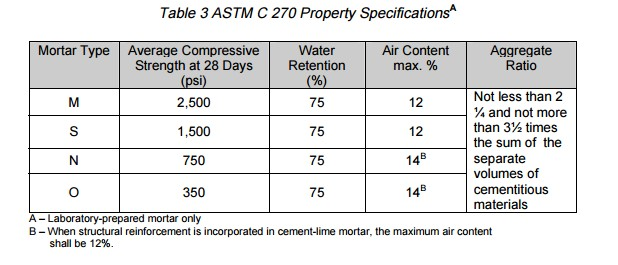 Table 3 ASTM C 270 Property Specificationsᴬ
Mortar Type Average Compressive Strength at 28 Days (psi) Water Retention (%) Air Content max. % Aggregate Ratio
M 2,500 75 12 Not less than 2 ¼ and not more than 3½ times the sum of the separate volumes of cementitious materials
S 1,500 75 12
N 750 75 14ᴮ
O 350 75 14ᴮ
A – Laboratory-prepared mortar only
B – When structural reinforcement is incorporated in cement-lime mortar, the maximum air content
shall be 12%.